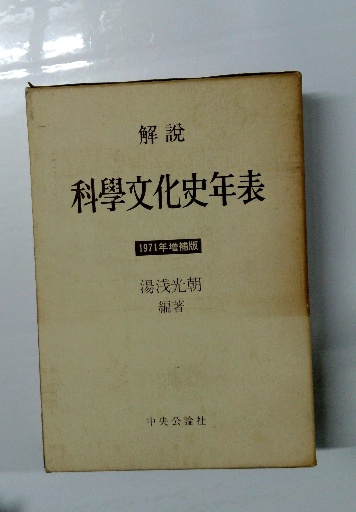 解説
科學文化史年表
1971年増補版
湯浅光朝
編著
中央公論社